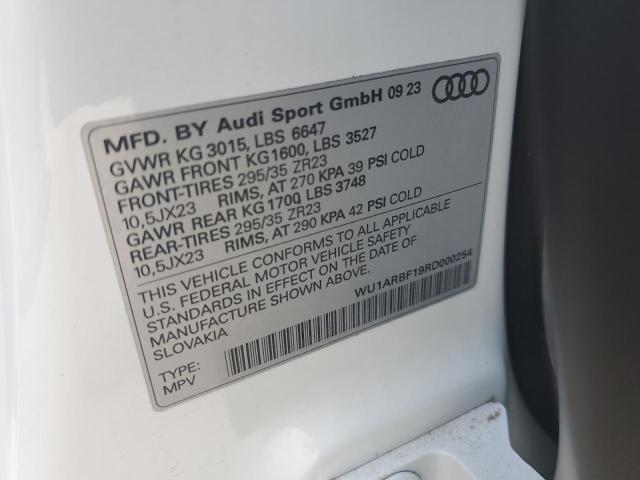 MFD. BY Audi Sport GmbH 09 23
GVWR KG 3015, LBS 6647
GAWR FRONT KG1600, LBS 3527
FRONT-TIRES 295/35 ZR23
10,5JX23 RIMS, AT 270 KPA 39 PSI COLD
GAWR REAR KG 1700, LBS 3748
REAR-TIRES 295/35 ZR23
10,5JX23 RIMS, AT 290 KPA 42 PSI COLD
THIS VEHICLE CONFORMS TO ALL APPLICABLE
U.S. FEDERAL MOTOR VEHICLE SAFETY
STANDARDS IN EFFECT ON THE DATE OF
MANUFACTURE SHOWN ABOVE.
SLOVAKIA
WU1ARBF19RD000254
TYPE:
MPV